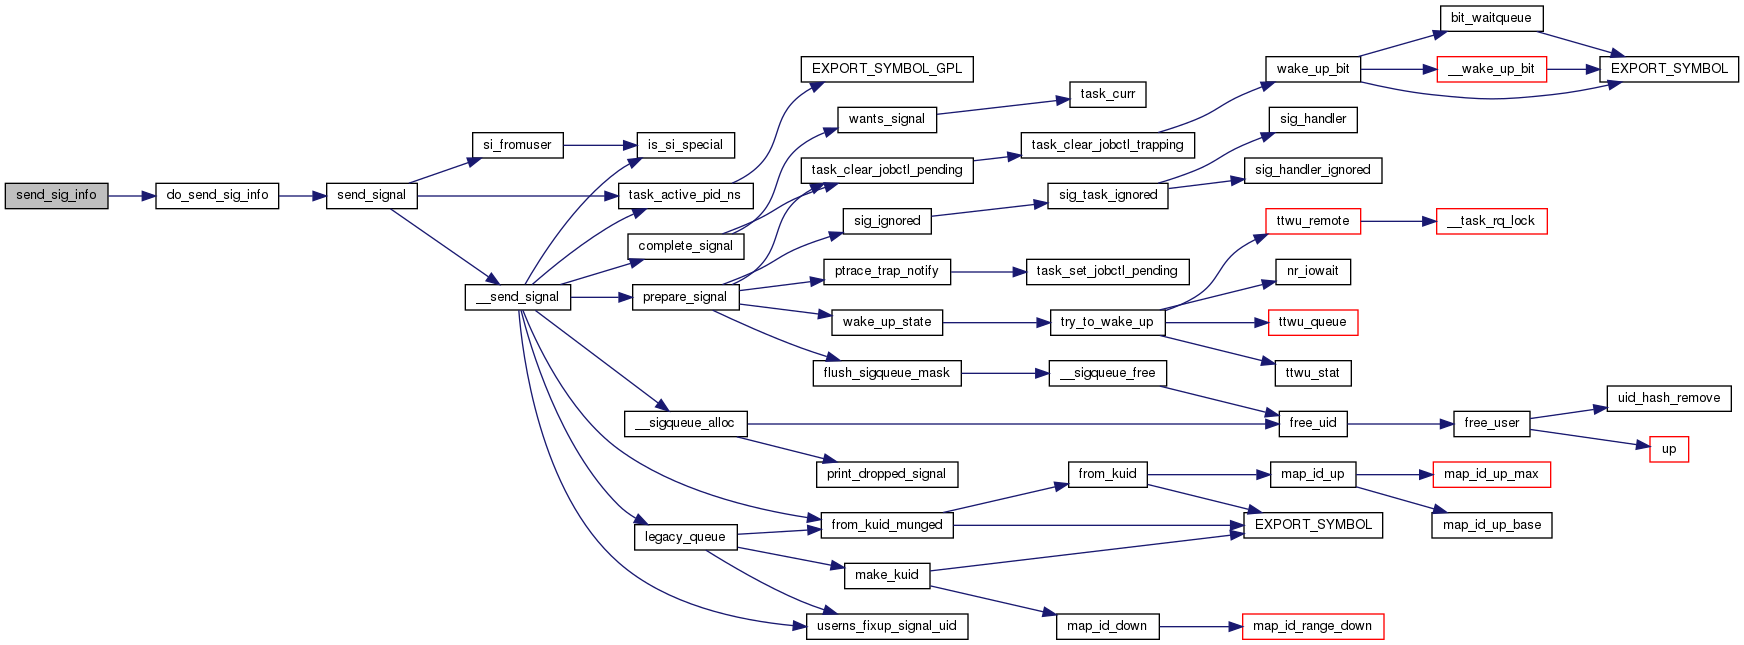 send_sig_info
do_send_sig_info
send_signal
si_fromuser
__send_signal
is_si_special
task_active_pid_ns
complete_signal
prepare_signal
__sigqueue_alloc
legacy_queue
EXPORT_SYMBOL_GPL
wants_signal
task_clear_jobctl_pending
sig_ignored
ptrace_trap_notify
wake_up_state
flush_sigqueue_mask
print_dropped_signal
from_kuid_munged
make_kuid
userns_fixup_signal_uid
task_curr
task_clear_jobctl_trapping
sig_task_ignored
task_set_jobctl_pending
try_to_wake_up
__sigqueue_free
from_kuid
map_id_down
wake_up_bit
sig_handler
sig_handler_ignored
ttwu_remote
nr_iowait
ttwu_queue
ttwu_stat
free_uid
map_id_up
EXPORT_SYMBOL
map_id_range_down
bit_waitqueue
__wake_up_bit
__task_rq_lock
free_user
map_id_up_max
map_id_up_base
EXPORT_SYMBOL
uid_hash_remove
up